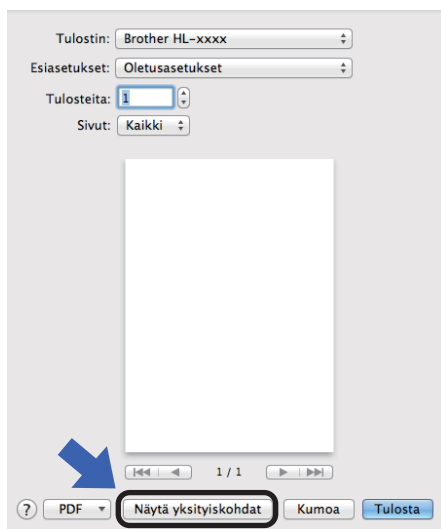 Tulostin: Brother HL-xxxx
Esiasetukset: Oletusasetukset
Tulosteita: 1
Sivut: Kaikki
1 / 1
? PDF Näytä yksityiskohdat Kumoa Tulosta